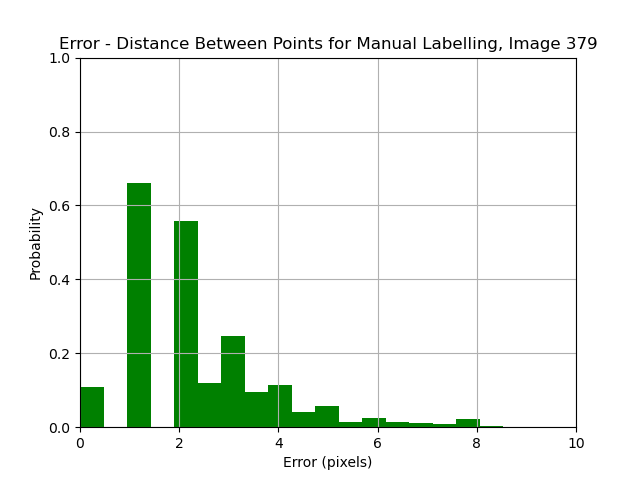 Error - Distance Between Points for Manual Labelling, Image 379
1.0
0.8
0.6
0.4
0.2
0.0
Probability
0 2 4 6 8 10
Error (pixels)